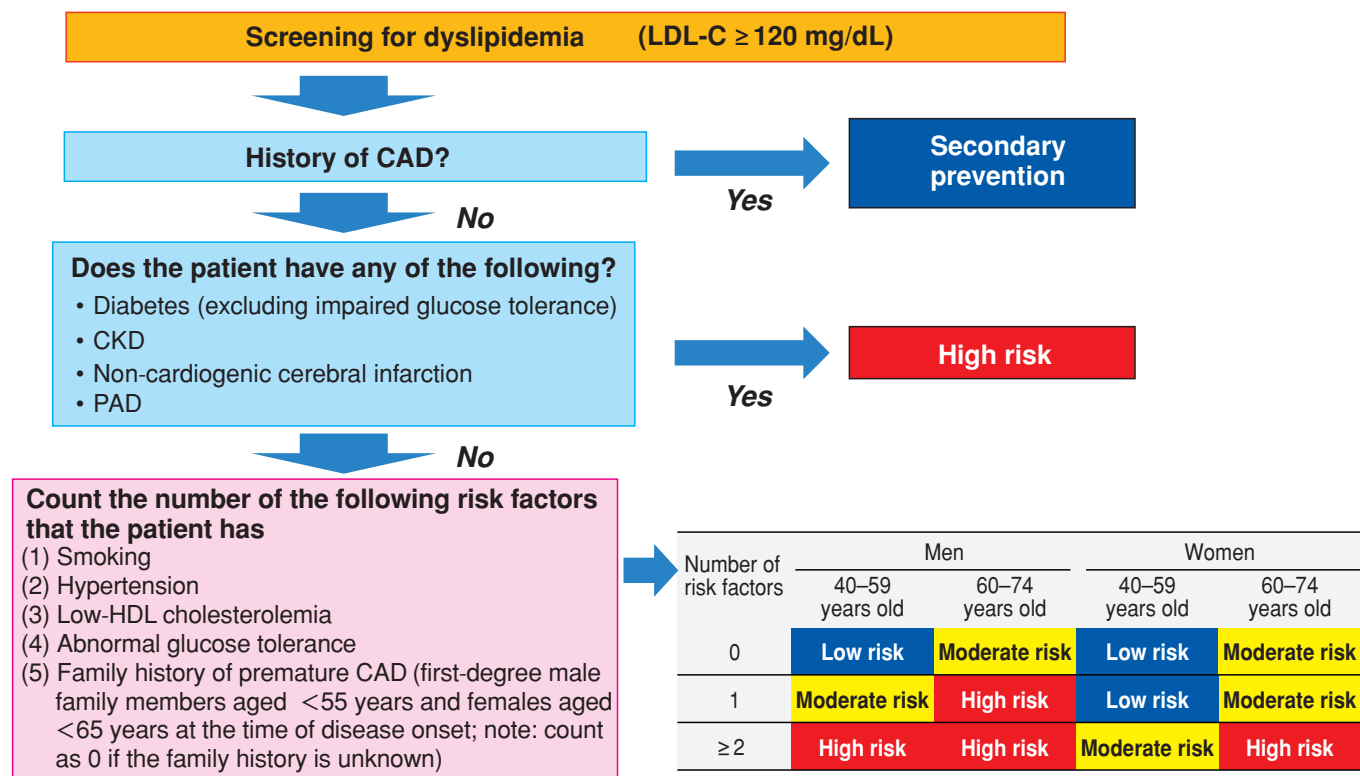 Screening for dyslipidemia (LDL-C ≥ 120 mg/dL)
History of CAD?
Yes
Secondary
prevention
No
Does the patient have any of the following?
• Diabetes (excluding impaired glucose tolerance)
• CKD
• Non-cardiogenic cerebral infarction
• PAD
Yes
High risk
No
Count the number of the following risk factors
that the patient has
(1) Smoking
(2) Hypertension
(3) Low-HDL cholesterolemia
(4) Abnormal glucose tolerance
(5) Family history of premature CAD (first-degree male
family members aged <55 years and females aged
<65 years at the time of disease onset; note: count
as 0 if the family history is unknown)
Number of
risk factors
Men Women
40–59
years old
60–74
years old
40–59
years old
60–74
years old
0 Low risk Moderate risk Low risk Moderate risk
1 Moderate risk High risk Low risk Moderate risk
≥2 High risk High risk Moderate risk High risk